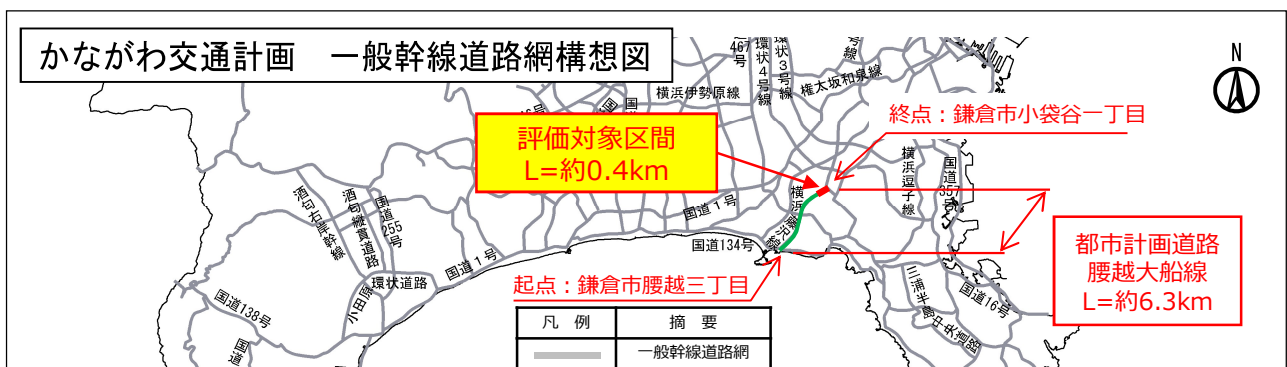 かながわ交通計画　一般幹線道路網構想図
N
467号
環状4号線
環状3号線
権太坂和泉線
横浜伊勢原線
終点：鎌倉市小袋谷一丁目
評価対象区間
L=約0.4km
横浜逗子線
国道357号
酒匂右岸幹線
酒匂縦貫道路
国道255号
横浜藤沢線
国道１号
国道134号
国道１号
都市計画道路
腰越大船線
L=約6.3km
環状道路
小田原
起点：鎌倉市腰越三丁目
三浦半島中央道路
国道16号
国道138号
国道
凡　例
摘　要
一般幹線道路網